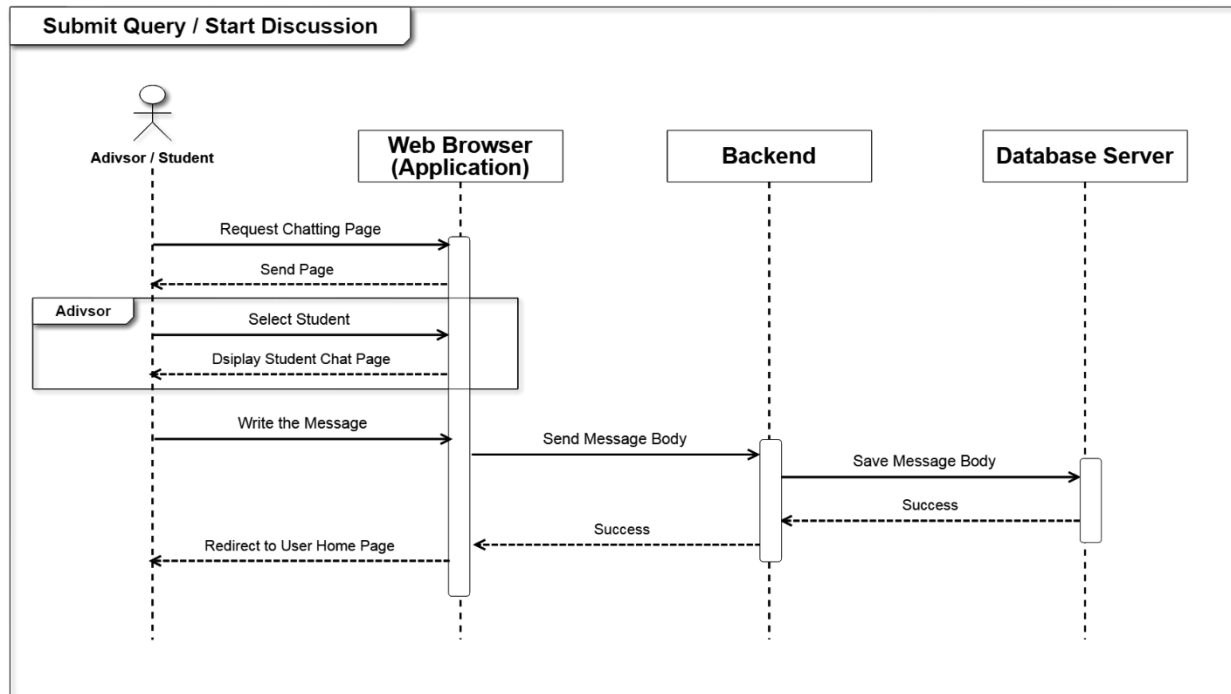 Submit Query / Start Discussion
Adivsor / Student
Web Browser
(Application)
Backend
Database Server
Request Chatting Page
Send Page
Adivsor
Select Student
Dsiplay Student Chat Page
Write the Message
Send Message Body
Save Message Body
Success
Success
Redirect to User Home Page